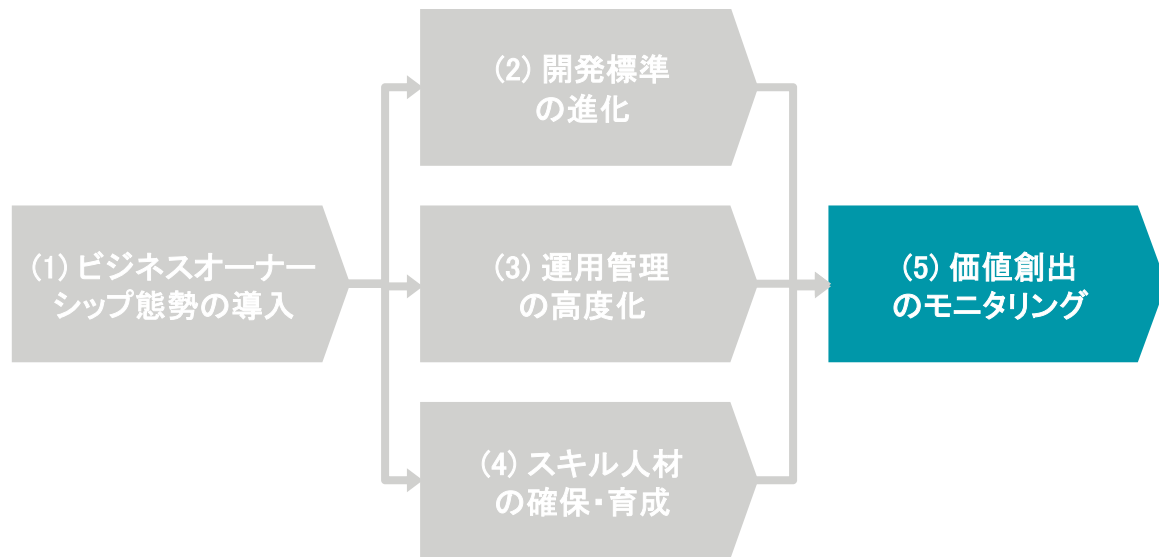 (1) ビジネスオーナー
シップ態勢の導入
(2) 開発標準
の進化
(3) 運用管理
の高度化
(4) スキル人材
の確保・育成
(5) 価値創出
のモニタリング